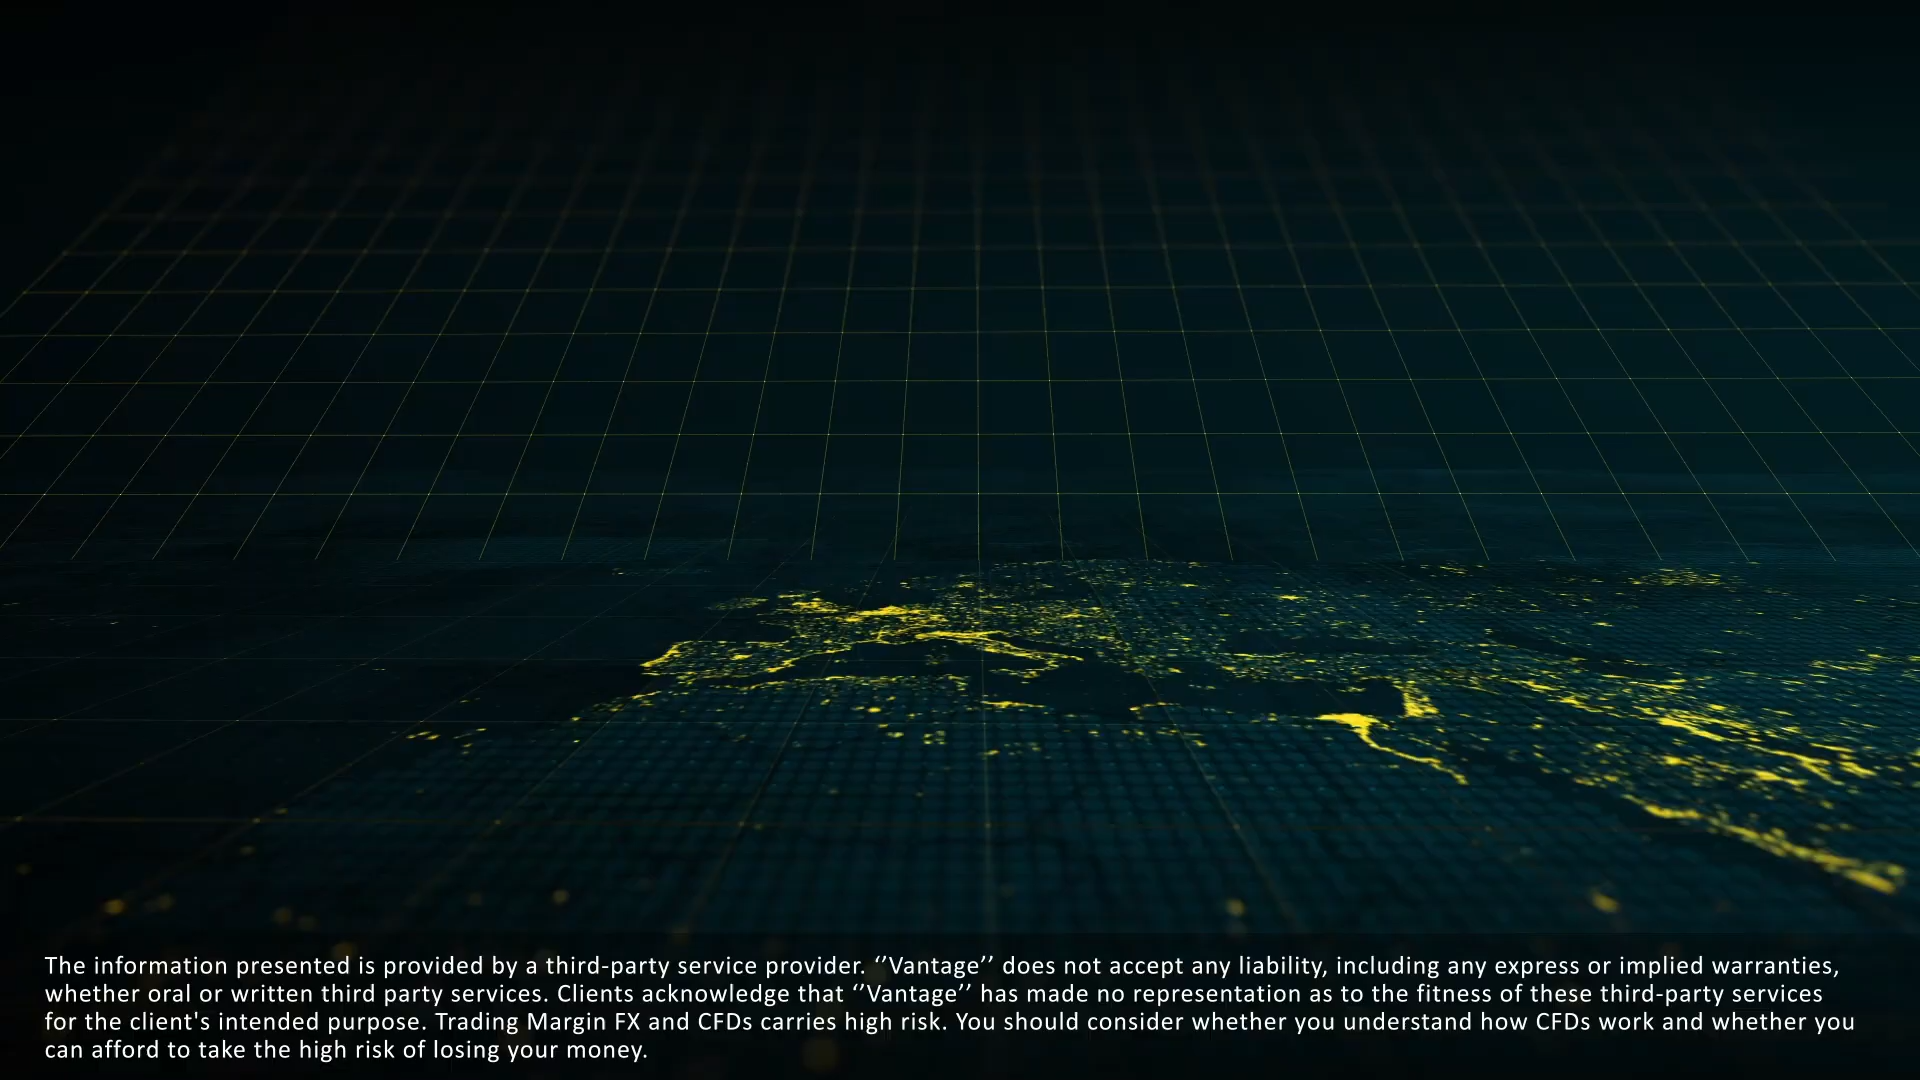 The information presented is provided by a third-party service provider. ‘’Vantage’’ does not accept any liability, including any express or implied warranties,
whether oral or written third party services. Clients acknowledge that ‘’Vantage’’ has made no representation as to the fitness of these third-party services
for the client's intended purpose. Trading Margin FX and CFDs carries high risk. You should consider whether you understand how CFDs work and whether you
can afford to take the high risk of losing your money.